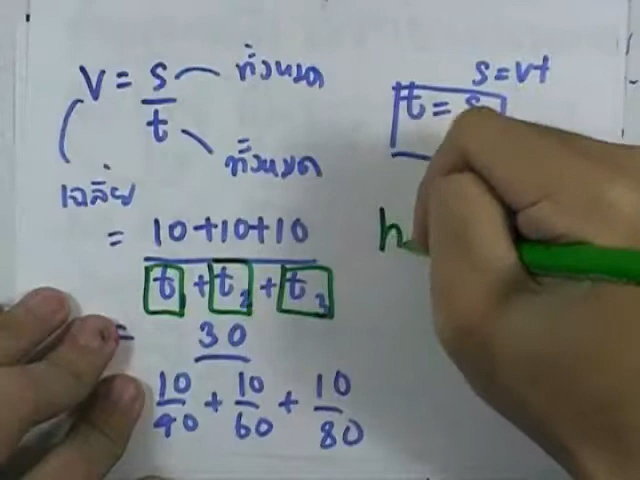 v = s ทั้งหมด
t ทั้งหมด
เฉลี่ย
s = vt
t = s
= 10+10+10
t + t2 + t3
h
= 30
10/40 + 10/60 + 10/80